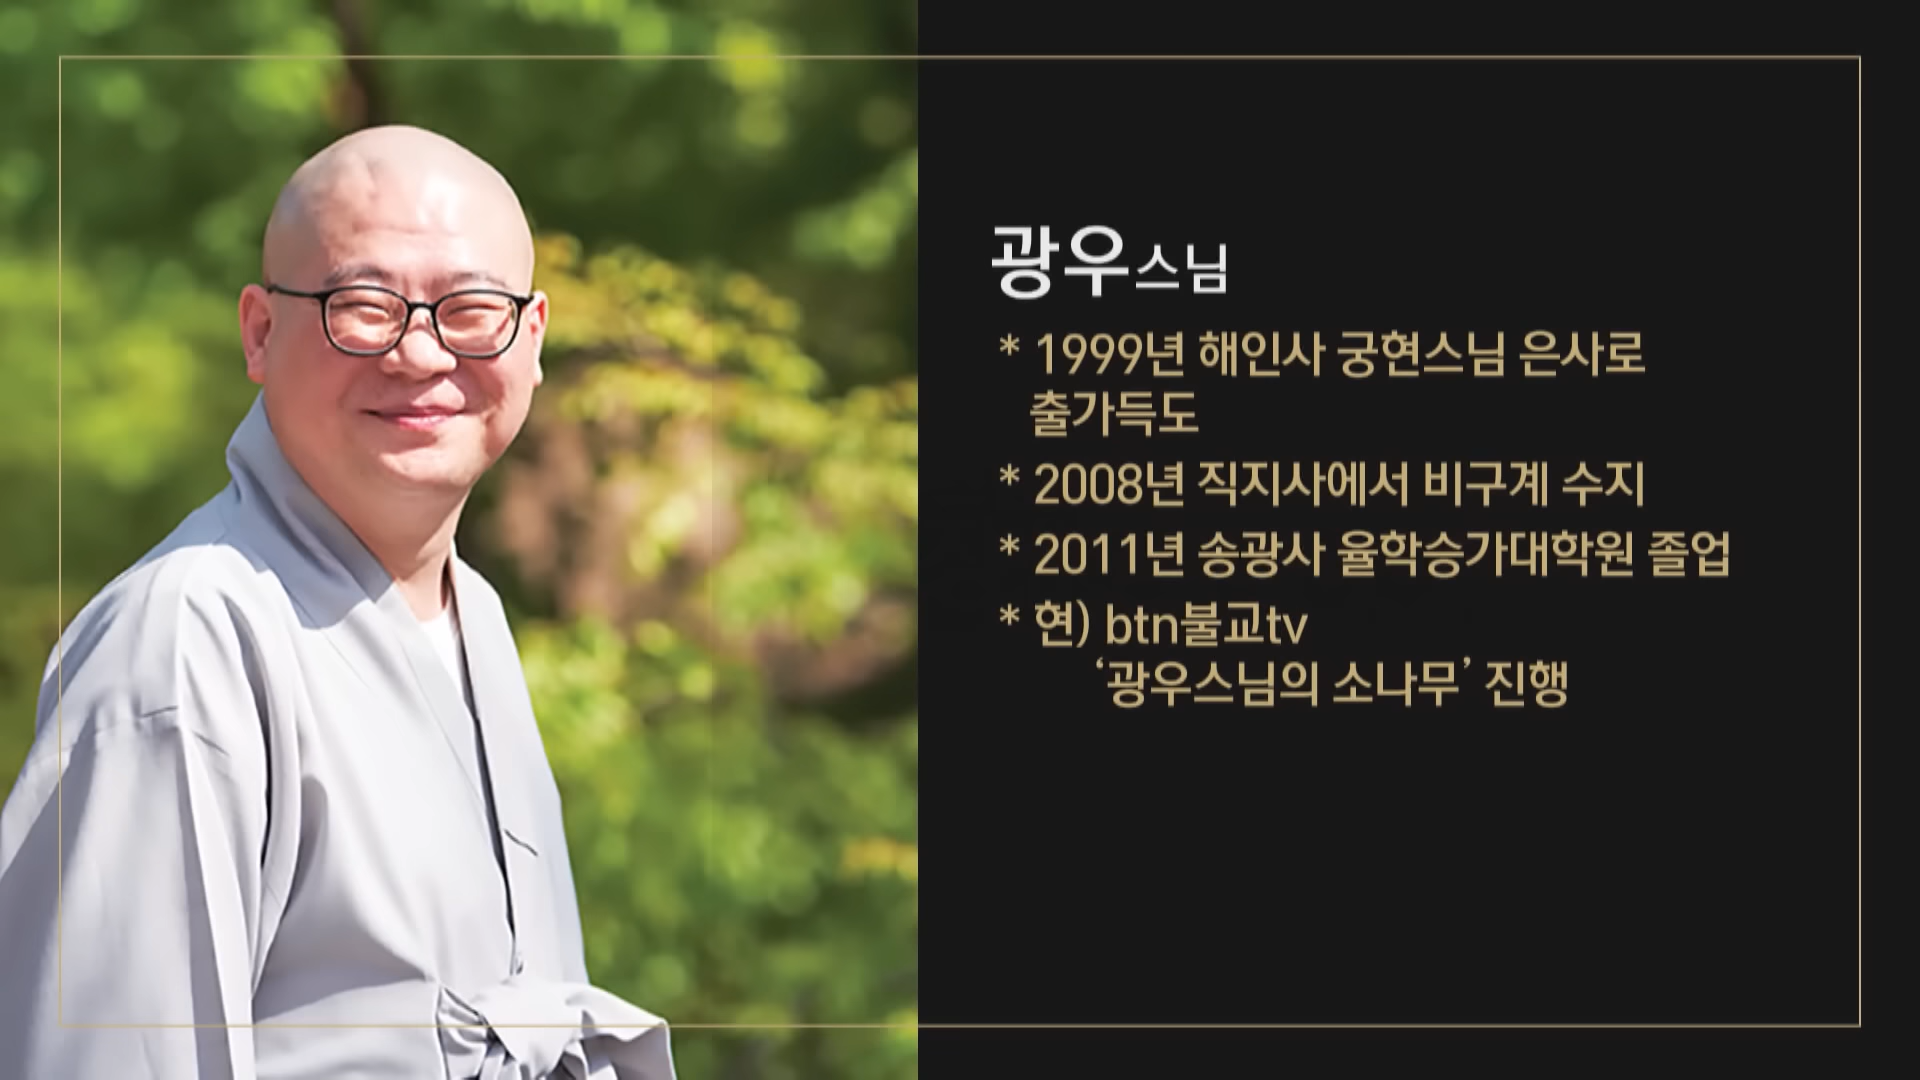 광우스님
* 1999년 해인사 궁현스님 은사로
출가득도
* 2008년 직지사에서 비구계 수지
* 2011년 송광사 율학승가대학원 졸업
* 현) btn불교tv
‘광우스님의 소나무’ 진행